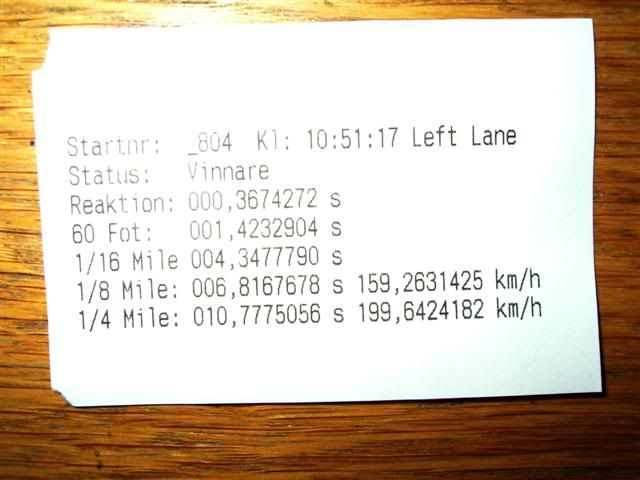 Startnr: _804 Kl: 10:51:17 Left Lane
Status: Vinnare
Reaktion: 000,3674272 s
60 Fot: 001,4232904 s
1/16 Mile 004,3477790 s
1/8 Mile: 006,8167678 s 159,2631425 km/h
1/4 Mile: 010,7775056 s 199,6424182 km/h